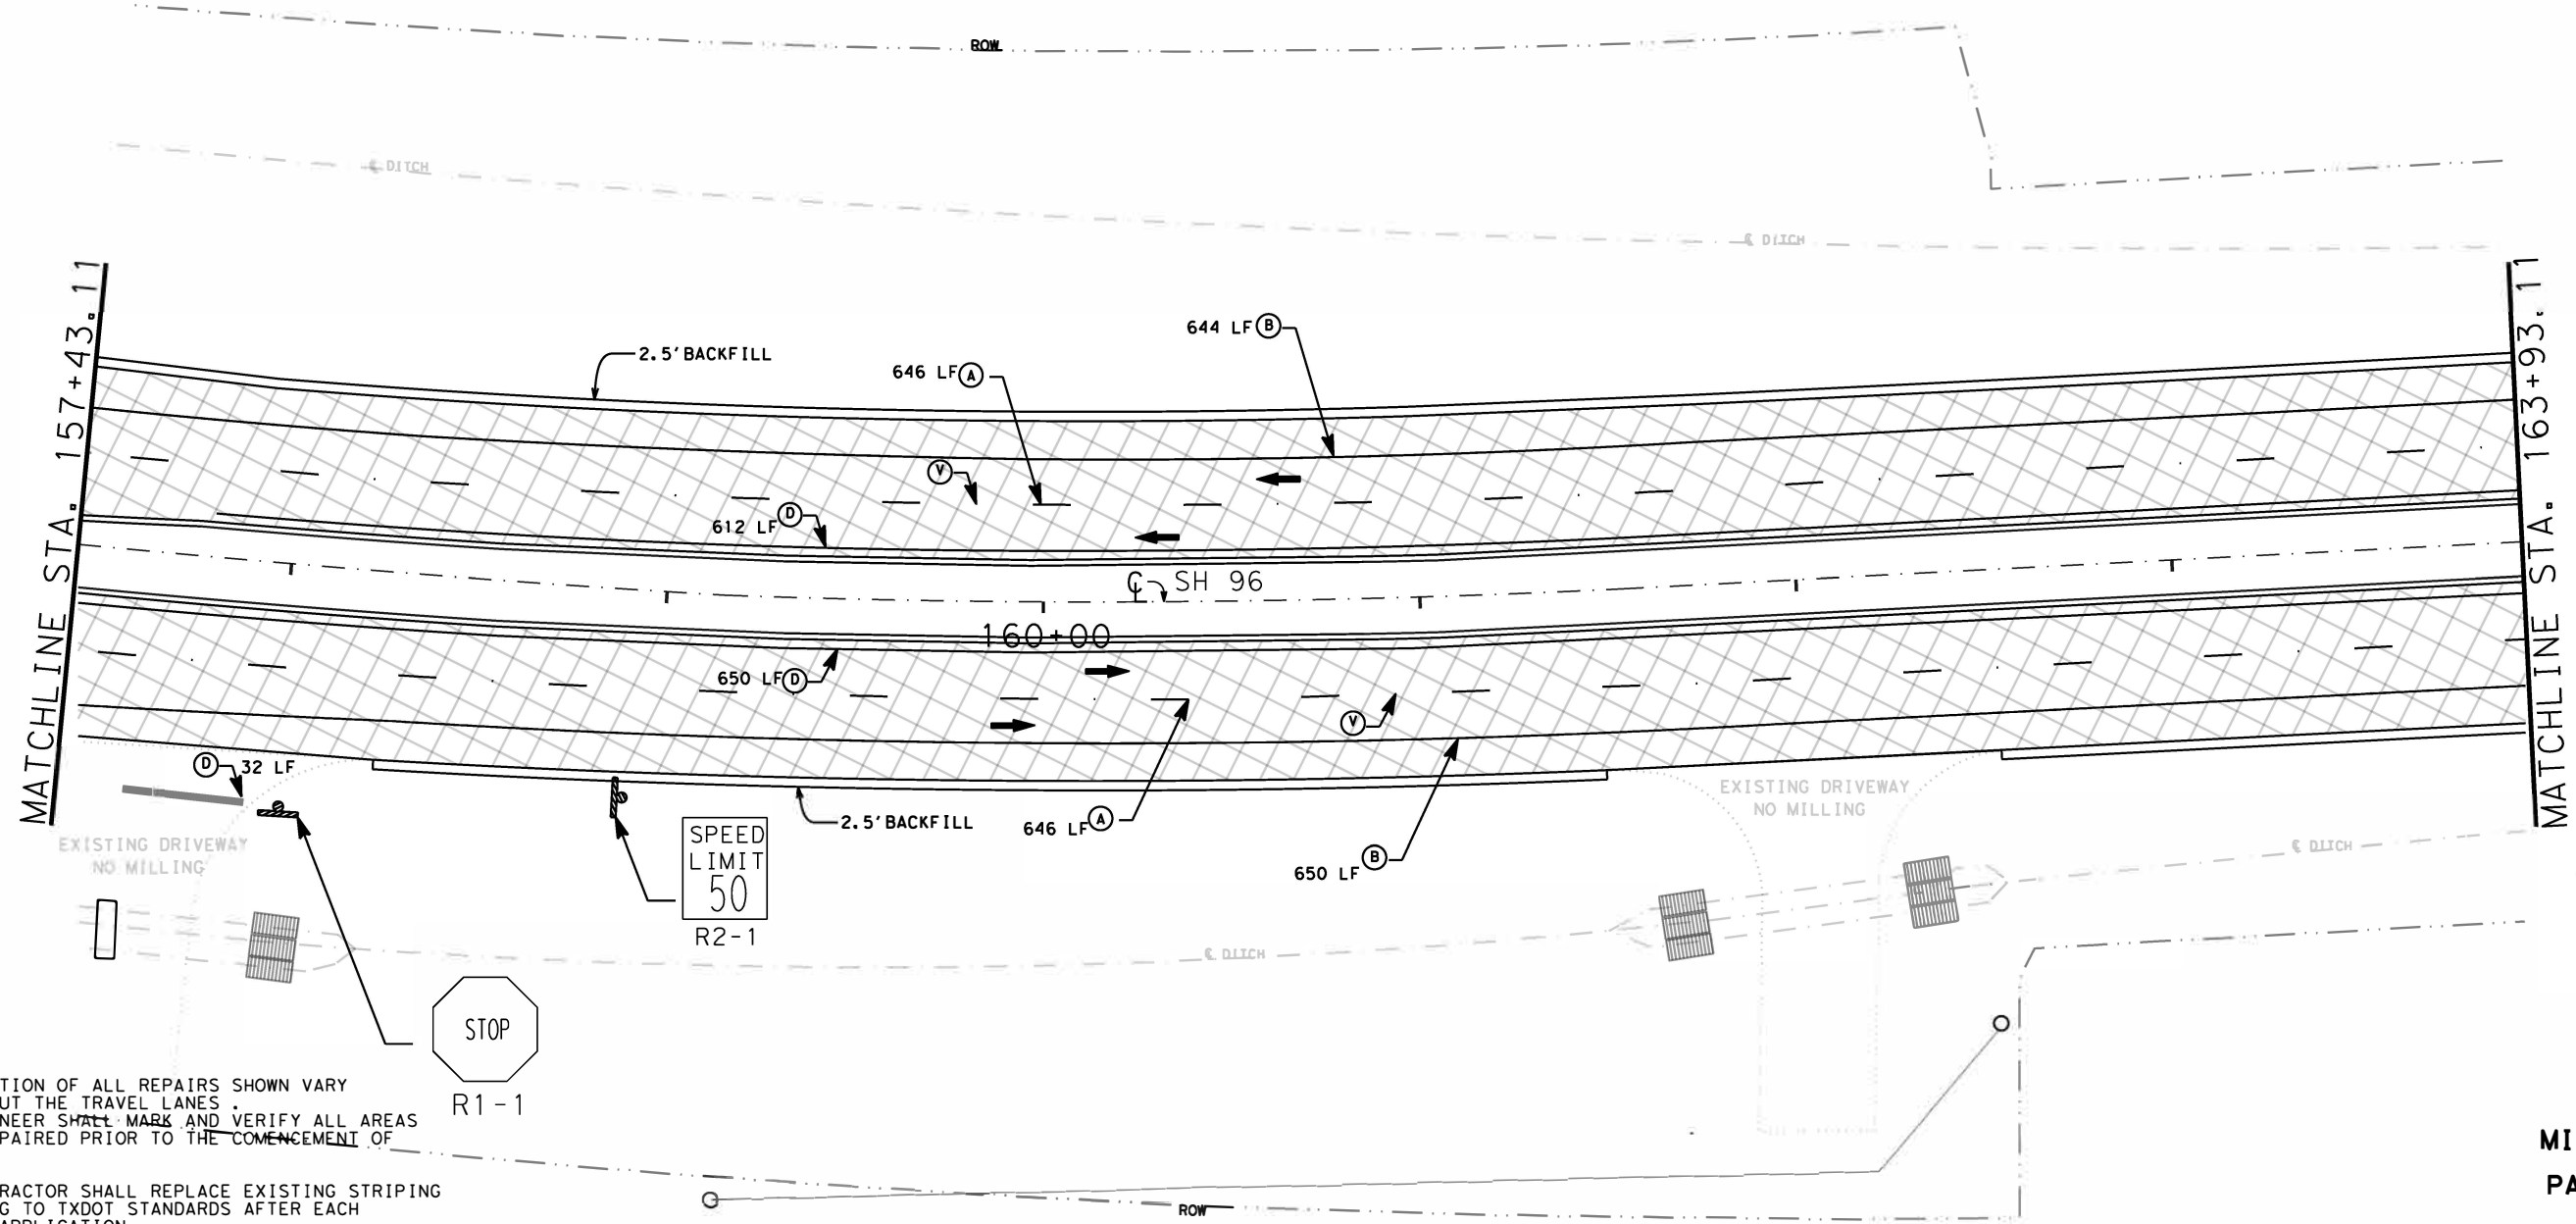 ROW
℄ DITCH
℄ DITCH
MATCHLINE STA. 157+43.11
MATCHLINE STA. 163+93.11
644 LF B
2.5'BACKFILL
646 LF A
V
D
612 LF
℄ SH 96
160+00
650 LF D
V
D 32 LF
EXISTING DRIVEWAY
NO MILLING
EXISTING DRIVEWAY
NO MILLING
2.5'BACKFILL
646 LF A
SPEED
LIMIT
50
R2-1
650 LF B
℄ DITCH
℄ DITCH
STOP
R1-1
TION OF ALL REPAIRS SHOWN VARY
UT THE TRAVEL LANES .
NEER SHALL MARK AND VERIFY ALL AREAS
PAIRED PRIOR TO THE COMENCEMENT OF
RACTOR SHALL REPLACE EXISTING STRIPING
G TO TXDOT STANDARDS AFTER EACH
APPLICATION
ROW
MI
PA